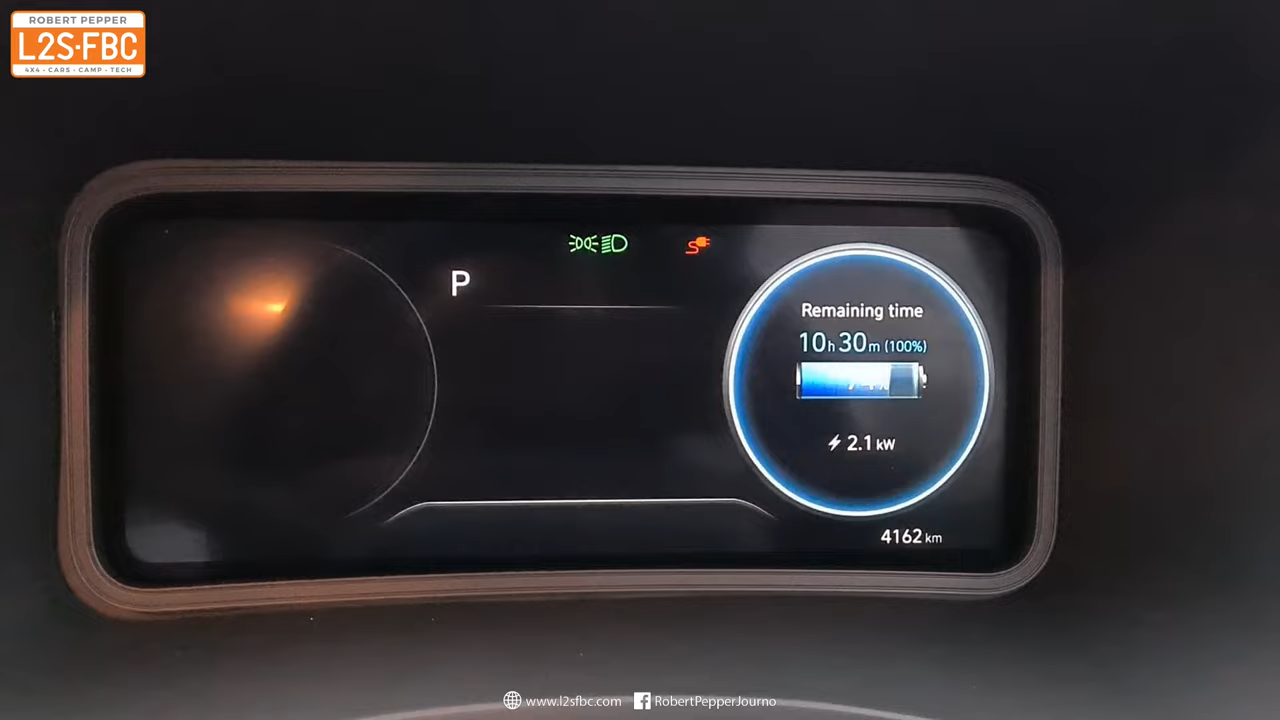 ROBERT PEPPER
L2S·FBC
4X4 - CARS - CAMP - TECH
P
Remaining time
10h 30m (100%)
2.1 kW
4162 km
www.l2sfbc.com
RobertPepperJourno